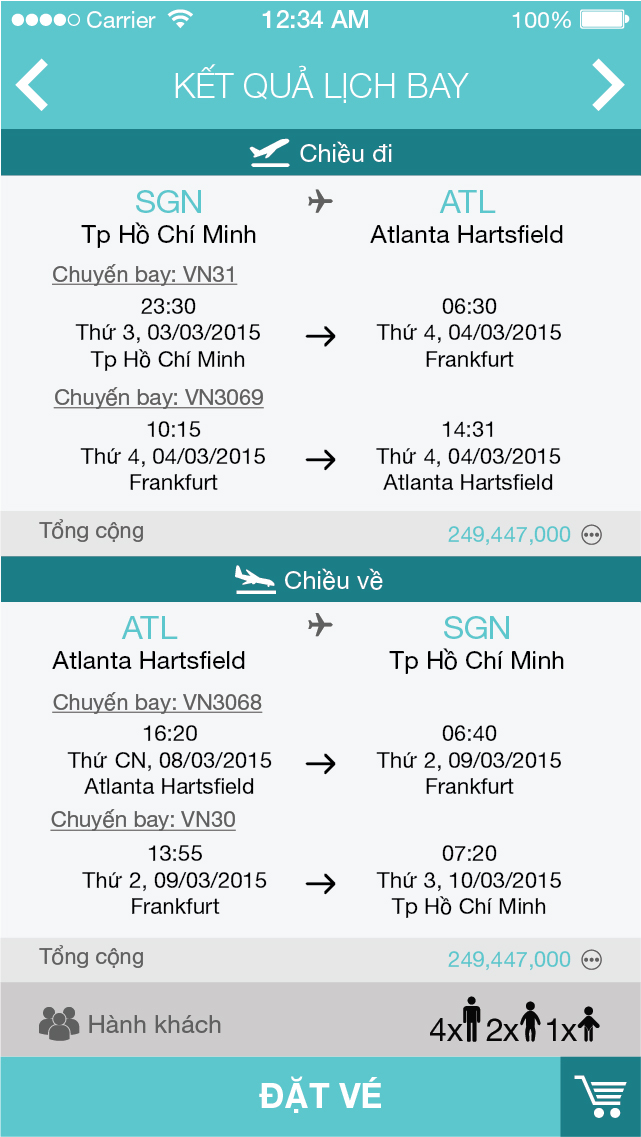 Carrier 12:34 AM 100%
KẾT QUẢ LỊCH BAY
Chiều đi
SGN ATL
Tp Hồ Chí Minh Atlanta Hartsfield
Chuyến bay: VN31
23:30 06:30
Thứ 3, 03/03/2015 Thứ 4, 04/03/2015
Tp Hồ Chí Minh Frankfurt
Chuyến bay: VN3069
10:15 14:31
Thứ 4, 04/03/2015 Thứ 4, 04/03/2015
Frankfurt Atlanta Hartsfield
Tổng cộng 249,447,000
Chiều về
ATL SGN
Atlanta Hartsfield Tp Hồ Chí Minh
Chuyến bay: VN3068
16:20 06:40
Thứ CN, 08/03/2015 Thứ 2, 09/03/2015
Atlanta Hartsfield Frankfurt
Chuyến bay: VN30
13:55 07:20
Thứ 2, 09/03/2015 Thứ 3, 10/03/2015
Frankfurt Tp Hồ Chí Minh
Tổng cộng 249,447,000
Hành khách 4x 2x 1x
ĐẶT VÉ